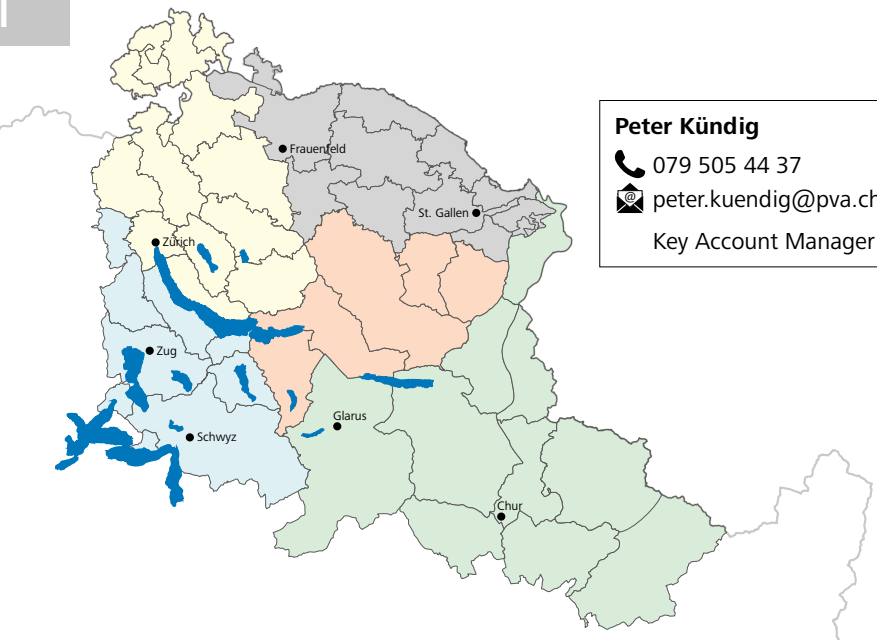 Frauenfeld
St. Gallen
Zürich
Zug
Schwyz
Glarus
Chur
Peter Kündig
079 505 44 37
peter.kuendig@pva.ch
Key Account Manager